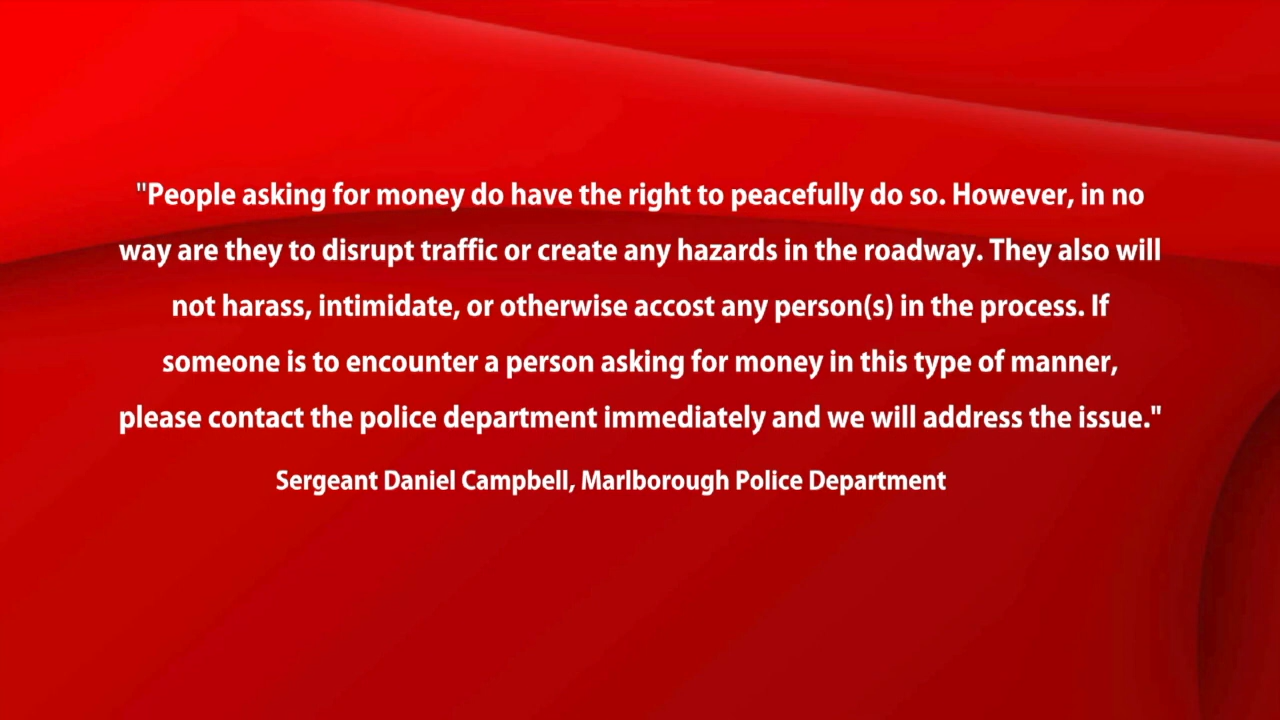 "People asking for money do have the right to peacefully do so. However, in no
way are they to disrupt traffic or create any hazards in the roadway. They also will
not harass, intimidate, or otherwise accost any person(s) in the process. If
someone is to encounter a person asking for money in this type of manner,
please contact the police department immediately and we will address the issue."
Sergeant Daniel Campbell, Marlborough Police Department